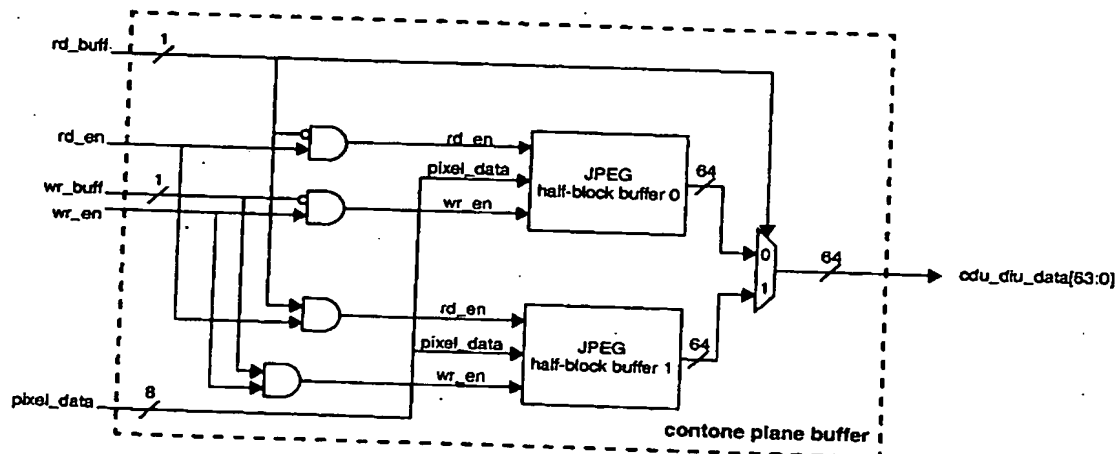 rd_buff
1
rd_en
wr_buff
1
wr_en
rd_en
pixel_data
wr_en
JPEG
half-block buffer 0
64
0
1
64
cdu_diu_data[63:0]
rd_en
pixel_data
wr_en
JPEG
half-block buffer 1
64
pixel_data
8
contone plane buffer